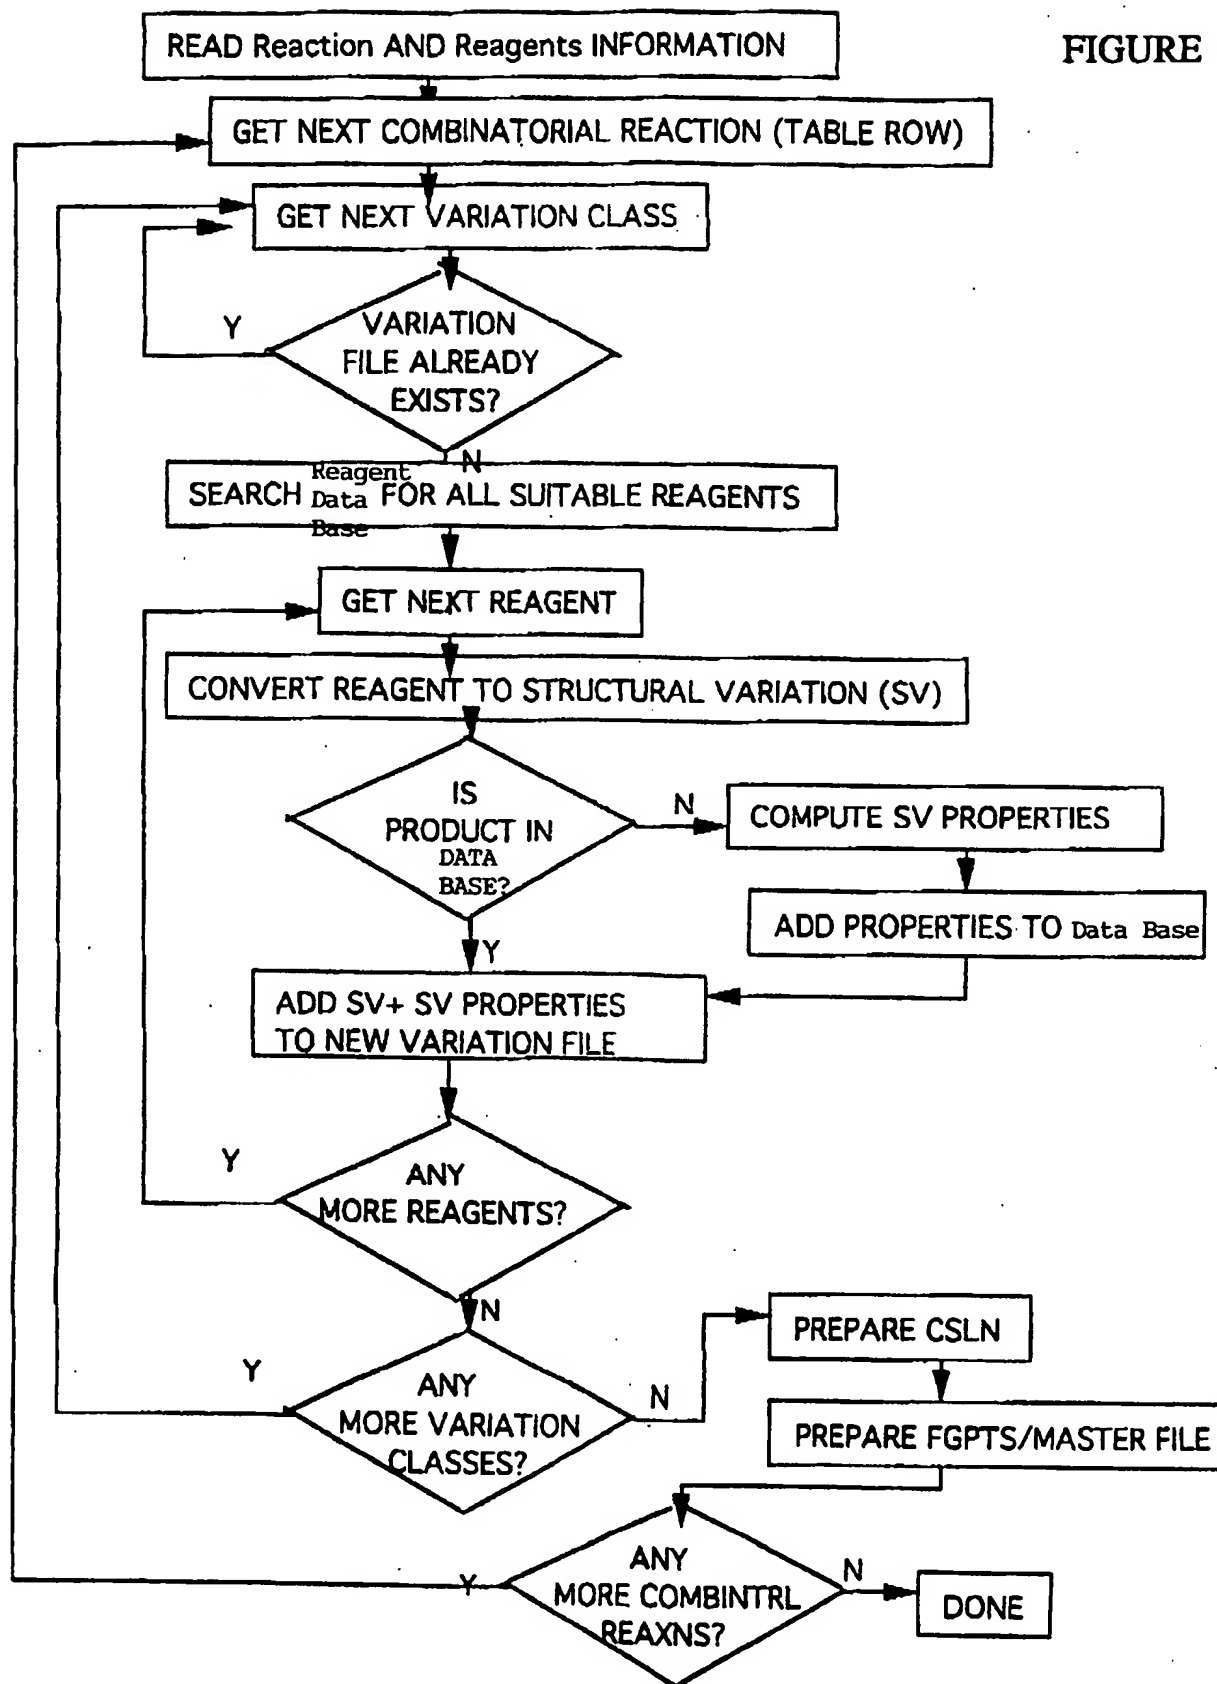 READ Reaction AND Reagents INFORMATION
FIGURE
GET NEXT COMBINATORIAL REACTION (TABLE ROW)
GET NEXT VARIATION CLASS
Y
VARIATION
FILE ALREADY
EXISTS?
N
SEARCH Reagent Data Base FOR ALL SUITABLE REAGENTS
GET NEXT REAGENT
CONVERT REAGENT TO STRUCTURAL VARIATION (SV)
IS
PRODUCT IN
DATA
BASE?
N
COMPUTE SV PROPERTIES
ADD PROPERTIES TO Data Base
Y
ADD SV+ SV PROPERTIES
TO NEW VARIATION FILE
Y
ANY
MORE REAGENTS?
N
Y
ANY
MORE VARIATION
CLASSES?
N
PREPARE CSLN
PREPARE FGPTS/MASTER FILE
Y
ANY
MORE COMBINTRL
REAXNS?
N
DONE